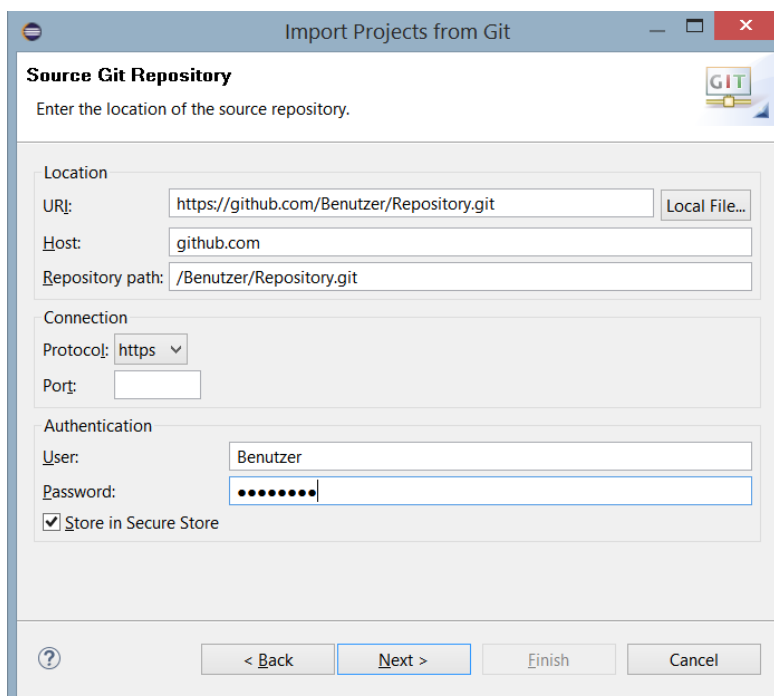 Import Projects from Git
Source Git Repository
Enter the location of the source repository.
GIT
Location
URI: https://github.com/Benutzer/Repository.git Local File...
Host: github.com
Repository path: /Benutzer/Repository.git
Connection
Protocol: https
Port:
Authentication
User: Benutzer
Password: ●●●●●●●●
Store in Secure Store
? < Back Next > Finish Cancel